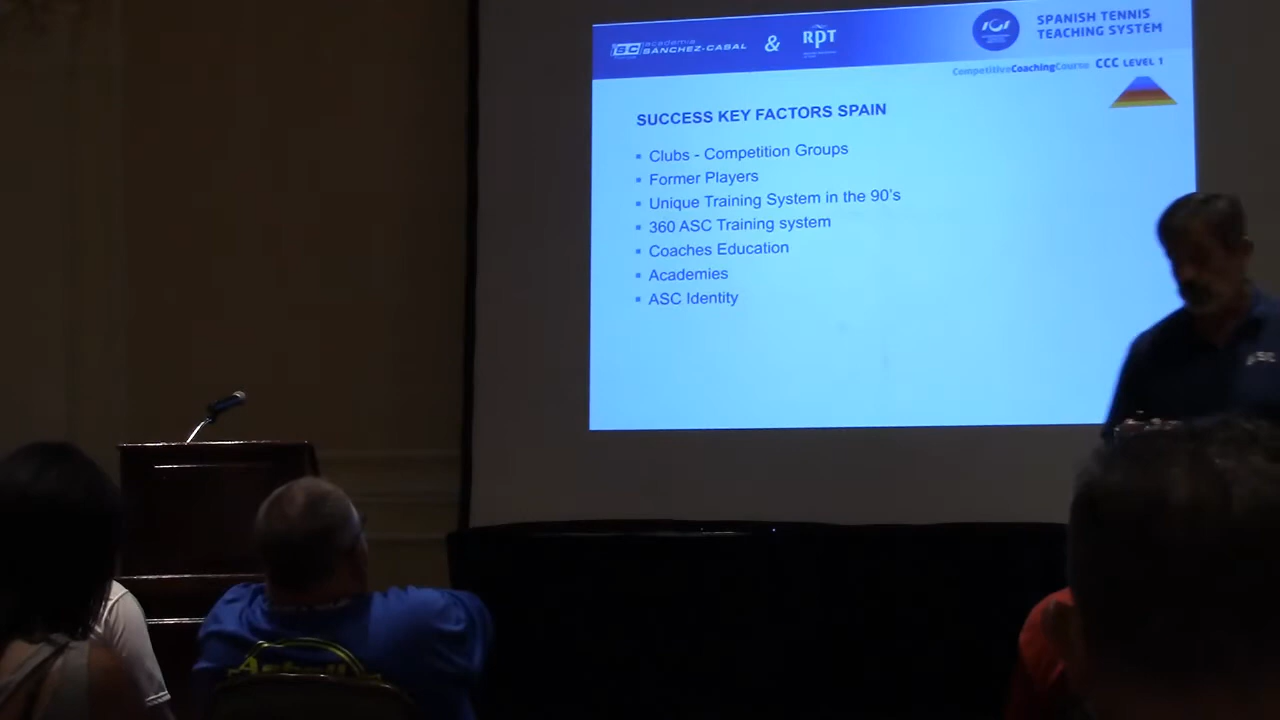 academia
SANCHEZ-CASAL
&
RPT
SPANISH TENNIS
TEACHING SYSTEM
CompetitiveCoachingCourse CCC LEVEL 1
SUCCESS KEY FACTORS SPAIN
▪ Clubs - Competition Groups
▪ Former Players
▪ Unique Training System in the 90's
▪ 360 ASC Training system
▪ Coaches Education
▪ Academies
▪ ASC Identity